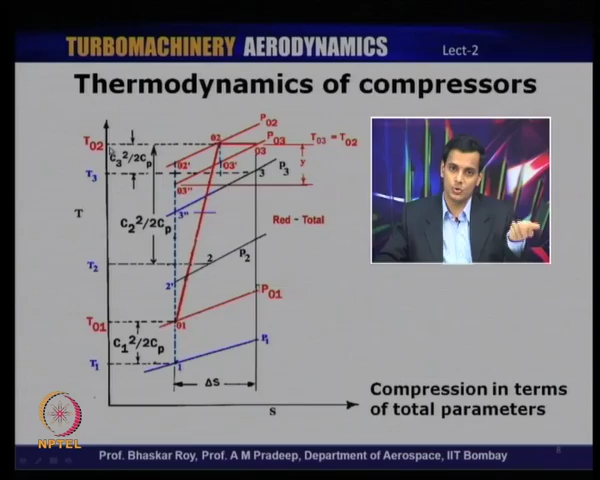 TURBOMACHINERY AERODYNAMICS
Lect-2
Thermodynamics of compressors
P02
T02
02
P03
T03 = T02
C3²/2Cp
03
02'
03'
y
T3
3
P3
03"
T
3"
Red = Total
C2²/2Cp
P2
T2
2
2'
P01
T01
01
C1²/2Cp
P1
T1
1
ΔS
S
Compression in terms
of total parameters
NPTEL
Prof. Bhaskar Roy, Prof. A M Pradeep, Department of Aerospace, IIT Bombay
8